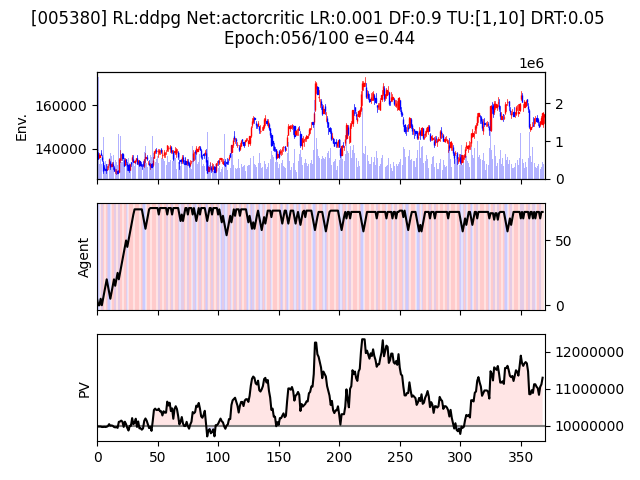 [005380] RL:ddpg Net:actorcritic LR:0.001 DF:0.9 TU:[1,10] DRT:0.05
Epoch:056/100 e=0.44
1e6
Env.
160000
140000
2
1
0
Agent
50
0
PV
12000000
11000000
10000000
0 50 100 150 200 250 300 350